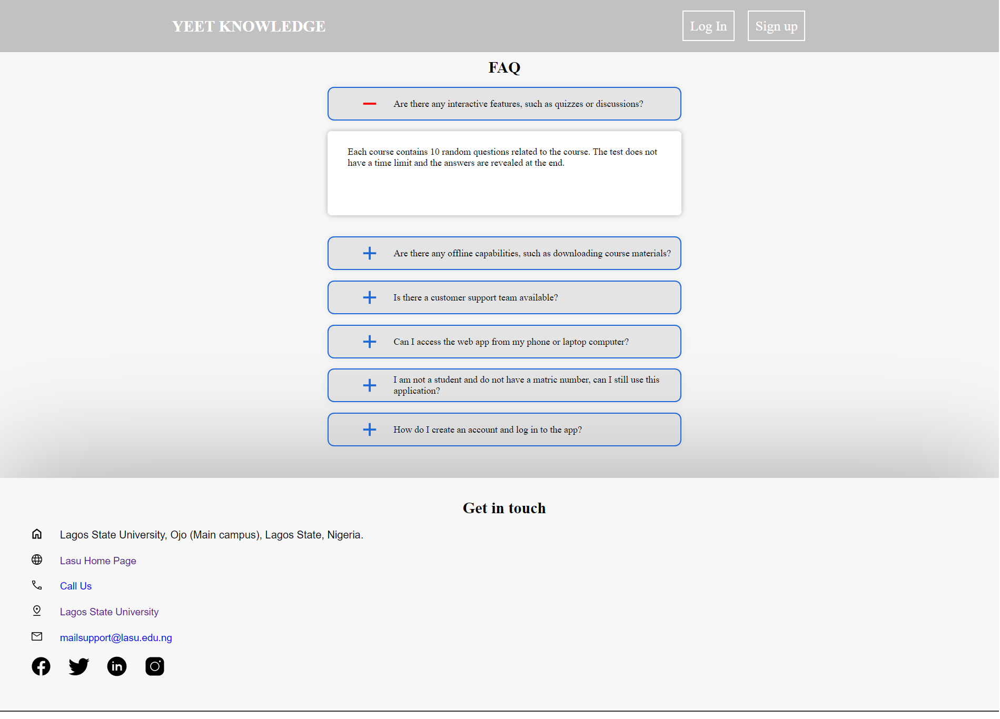 YEET KNOWLEDGE
Log In
Sign up
FAQ
Are there any interactive features, such as quizzes or discussions?
Each course contains 10 random questions related to the course. The test does not
have a time limit and the answers are revealed at the end.
Are there any offline capabilities, such as downloading course materials?
Is there a customer support team available?
Can I access the web app from my phone or laptop computer?
I am not a student and do not have a matric number, can I still use this
application?
How do I create an account and log in to the app?
Get in touch
Lagos State University, Ojo (Main campus), Lagos State, Nigeria.
Lasu Home Page
Call Us
Lagos State University
mailsupport@lasu.edu.ng